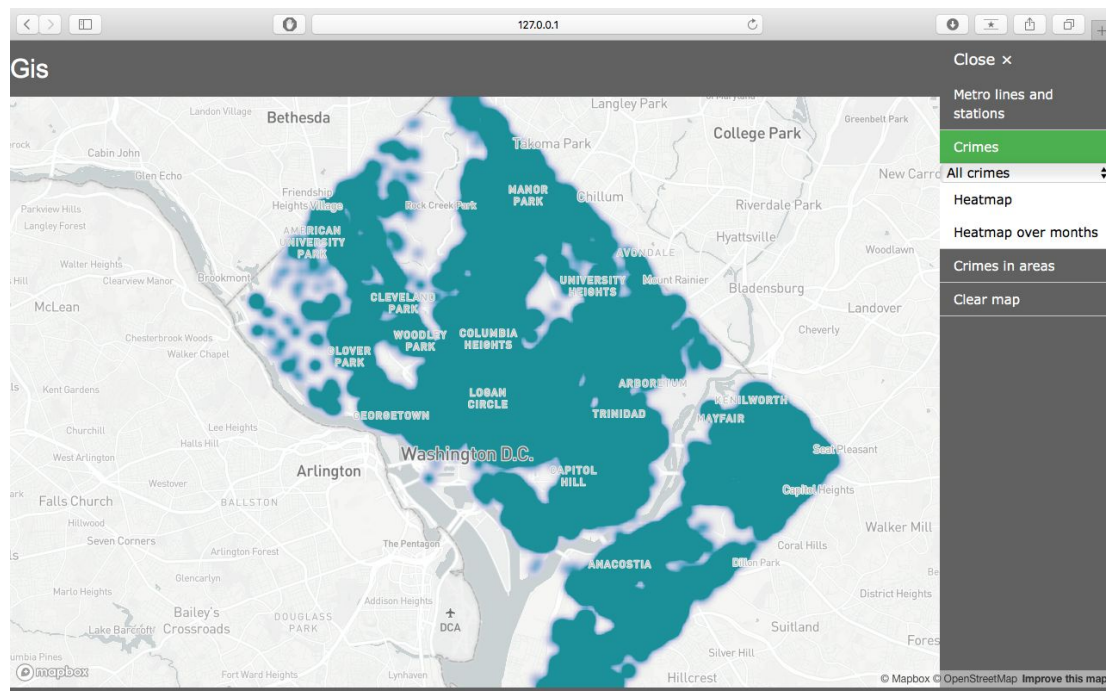 127.0.0.1
Gis
Close ×
Metro lines and
stations
Crimes
All crimes
Heatmap
Heatmap over months
Crimes in areas
Clear map
Landon Village
Bethesda
Langley Park
College Park
Greenbelt Park
Cabin John
Takoma Park
Glen Echo
New Carro
Friendship
Heights Village
Rock Creek Park
MANOR
PARK
Chillum
Riverdale Park
Parkview Hills
Langley Forest
AMERICAN
UNIVERSITY
PARK
Hyattsville
AVONDALE
Woodlawn
Walter Heights
Hill
Clearview Manor
Brookmont
UNIVERSITY
HEIGHTS
Mount Rainier
Bladensburg
McLean
CLEVELAND
PARK
Landover
Chesterbrook Woods
Walker Chapel
WOODLEY
PARK
COLUMBIA
HEIGHTS
Cheverly
GLOVER
PARK
Kent Gardens
LOGAN
CIRCLE
ARBORETUM
KENILWORTH
GEORGETOWN
TRINIDAD
MAYFAIR
Churchill
Lee Heights
Halls Hill
West Arlington
Washington D.C.
Seat Pleasant
Arlington
CAPITOL
HILL
Westover
Capitol Heights
Falls Church
BALLSTON
Hillwood
Seven Corners
Walker Mill
Arlington Forest
The Pentagon
Coral Hills
ANACOSTIA
Dillon Park
Glencarlyn
Marlo Heights
Addison Heights
District Heights
Bailey's
Crossroads
DOUGLASS
PARK
DCA
Lake Barcroft
Suitland
Fores
umbia Pines
Silver Hill
mapbox
Fort Ward Heights
Lynhaven
Hillcrest
© Mapbox © OpenStreetMap Improve this map